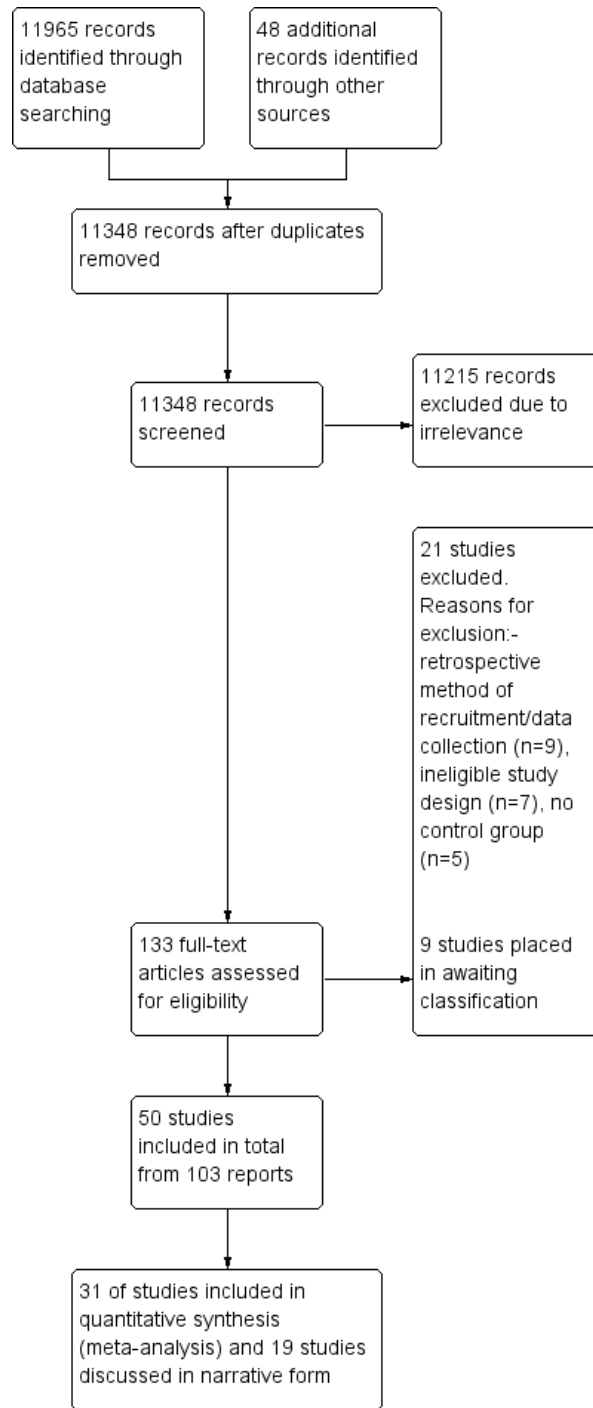 11965 records
identified through
database
searching
48 additional
records identified
through other
sources
11348 records after duplicates
removed
11348 records
screened
11215 records
excluded due to
irrelevance
21 studies
excluded.
Reasons for
exclusion:-
retrospective
method of
recruitment/data
collection (n=9),
ineligible study
design (n=7), no
control group
(n=5)
133 full-text
articles assessed
for eligibility
9 studies placed
in awaiting
classification
50 studies
included in total
from 103 reports
31 of studies included in
quantitative synthesis
(meta-analysis) and 19 studies
discussed in narrative form